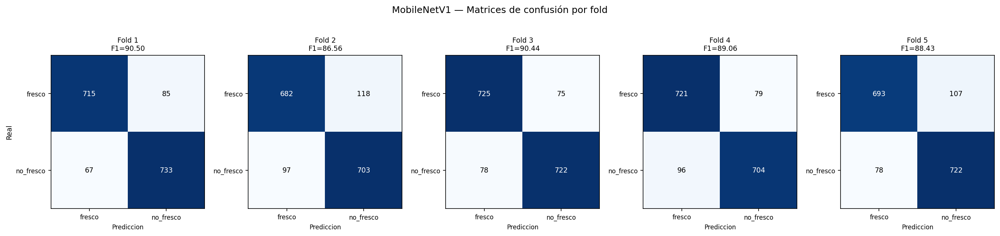 MobileNetV1 — Matrices de confusión por fold
Fold 1
F1=90.50
Real
fresco
715
85
no_fresco
67
733
fresco
no_fresco
Prediccion
Fold 2
F1=86.56
fresco
682
118
no_fresco
97
703
fresco
no_fresco
Prediccion
Fold 3
F1=90.44
fresco
725
75
no_fresco
78
722
fresco
no_fresco
Prediccion
Fold 4
F1=89.06
fresco
721
79
no_fresco
96
704
fresco
no_fresco
Prediccion
Fold 5
F1=88.43
fresco
693
107
no_fresco
78
722
fresco
no_fresco
Prediccion